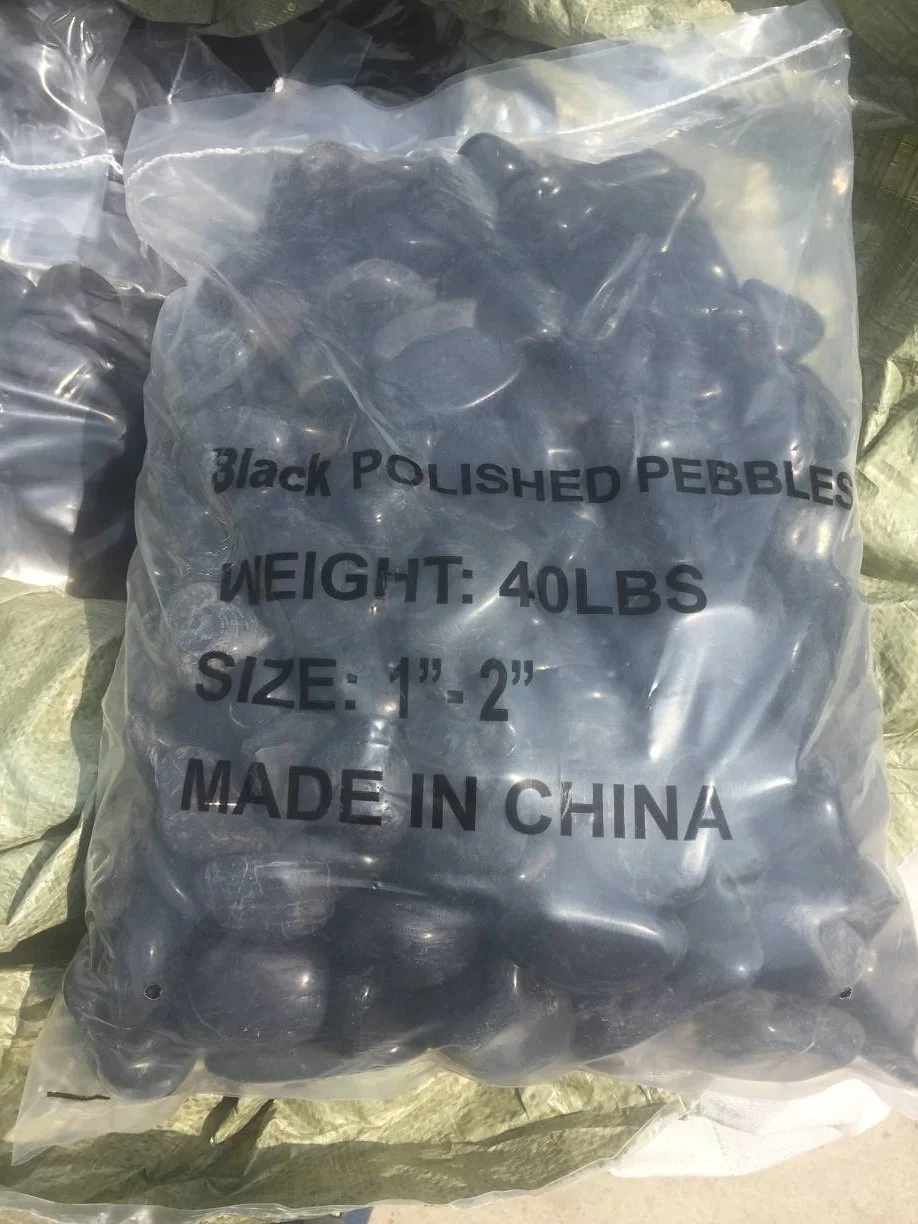 Black POLISHED PEBBLES
WEIGHT: 40LBS
SIZE: 1”- 2”
MADE IN CHINA